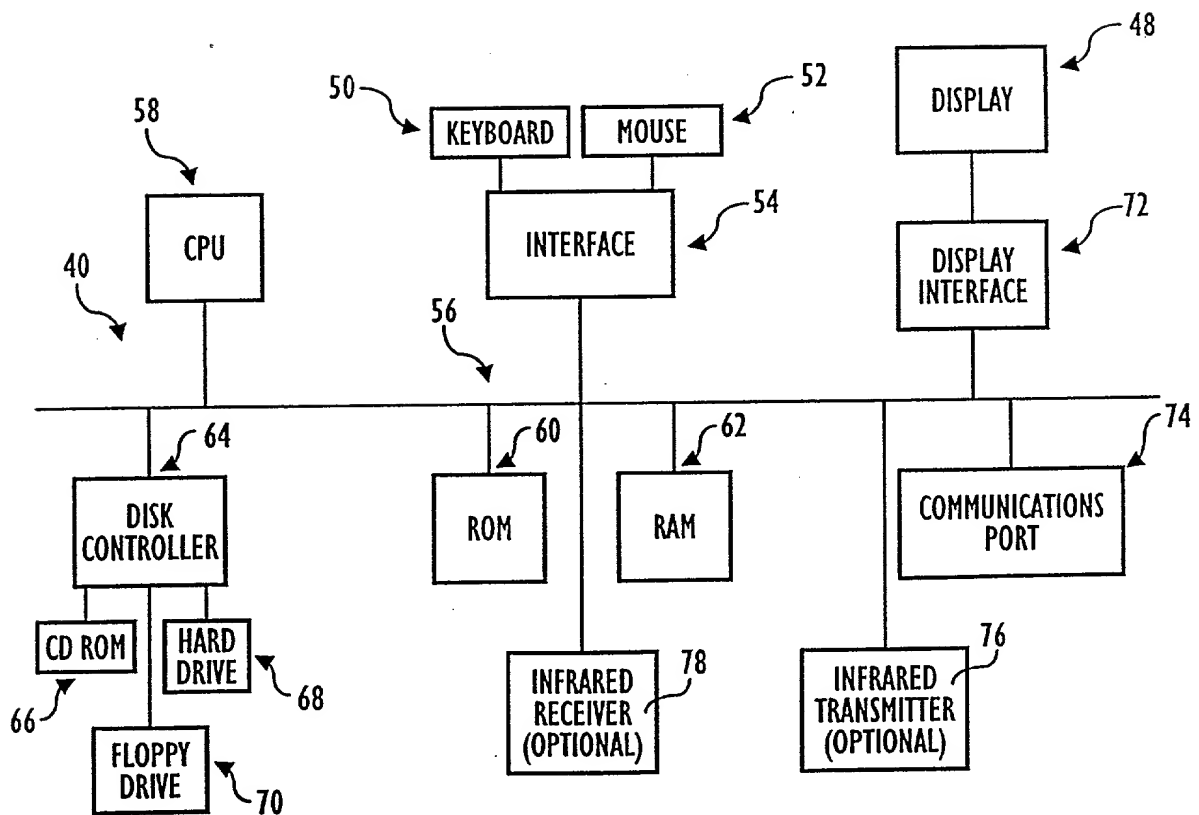 48
50
52
DISPLAY
58
KEYBOARD
MOUSE
54
72
CPU
INTERFACE
DISPLAY
INTERFACE
40
56
64
60
62
74
DISK
CONTROLLER
ROM
RAM
COMMUNICATIONS
PORT
CD ROM
HARD
DRIVE
66
68
INFRARED
RECEIVER
(OPTIONAL)
78
INFRARED
TRANSMITTER
(OPTIONAL)
76
FLOPPY
DRIVE
70